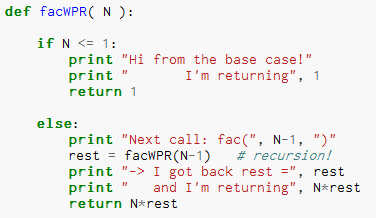 def facWPR( N ):
    if N <= 1:
        print "Hi from the base case!"
        print "       I'm returning", 1
        return 1
    else:
        print "Next call: fac(", N-1, ")"
        rest = facWPR(N-1)   # recursion!
        print "-> I got back rest =", rest
        print "   and I'm returning", N*rest
        return N*rest